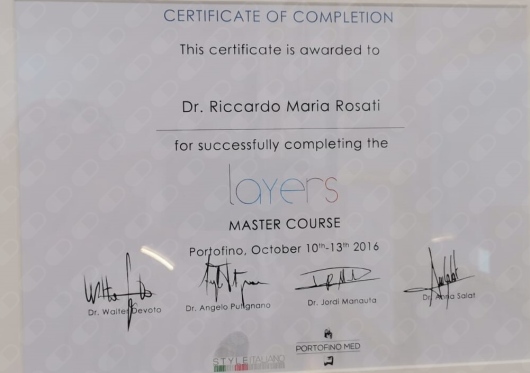 CERTIFICATE OF COMPLETION
This certificate is awarded to
Dr. Riccardo Maria Rosati
for successfully completing the
layers
MASTER COURSE
Portofino, October 10th-13th 2016
Dr. Walter Devoto Dr. Angelo Putignano Dr. Jordi Manauta Dr. Anna Salat
PORTOFINO MED
STYLEITALIANO